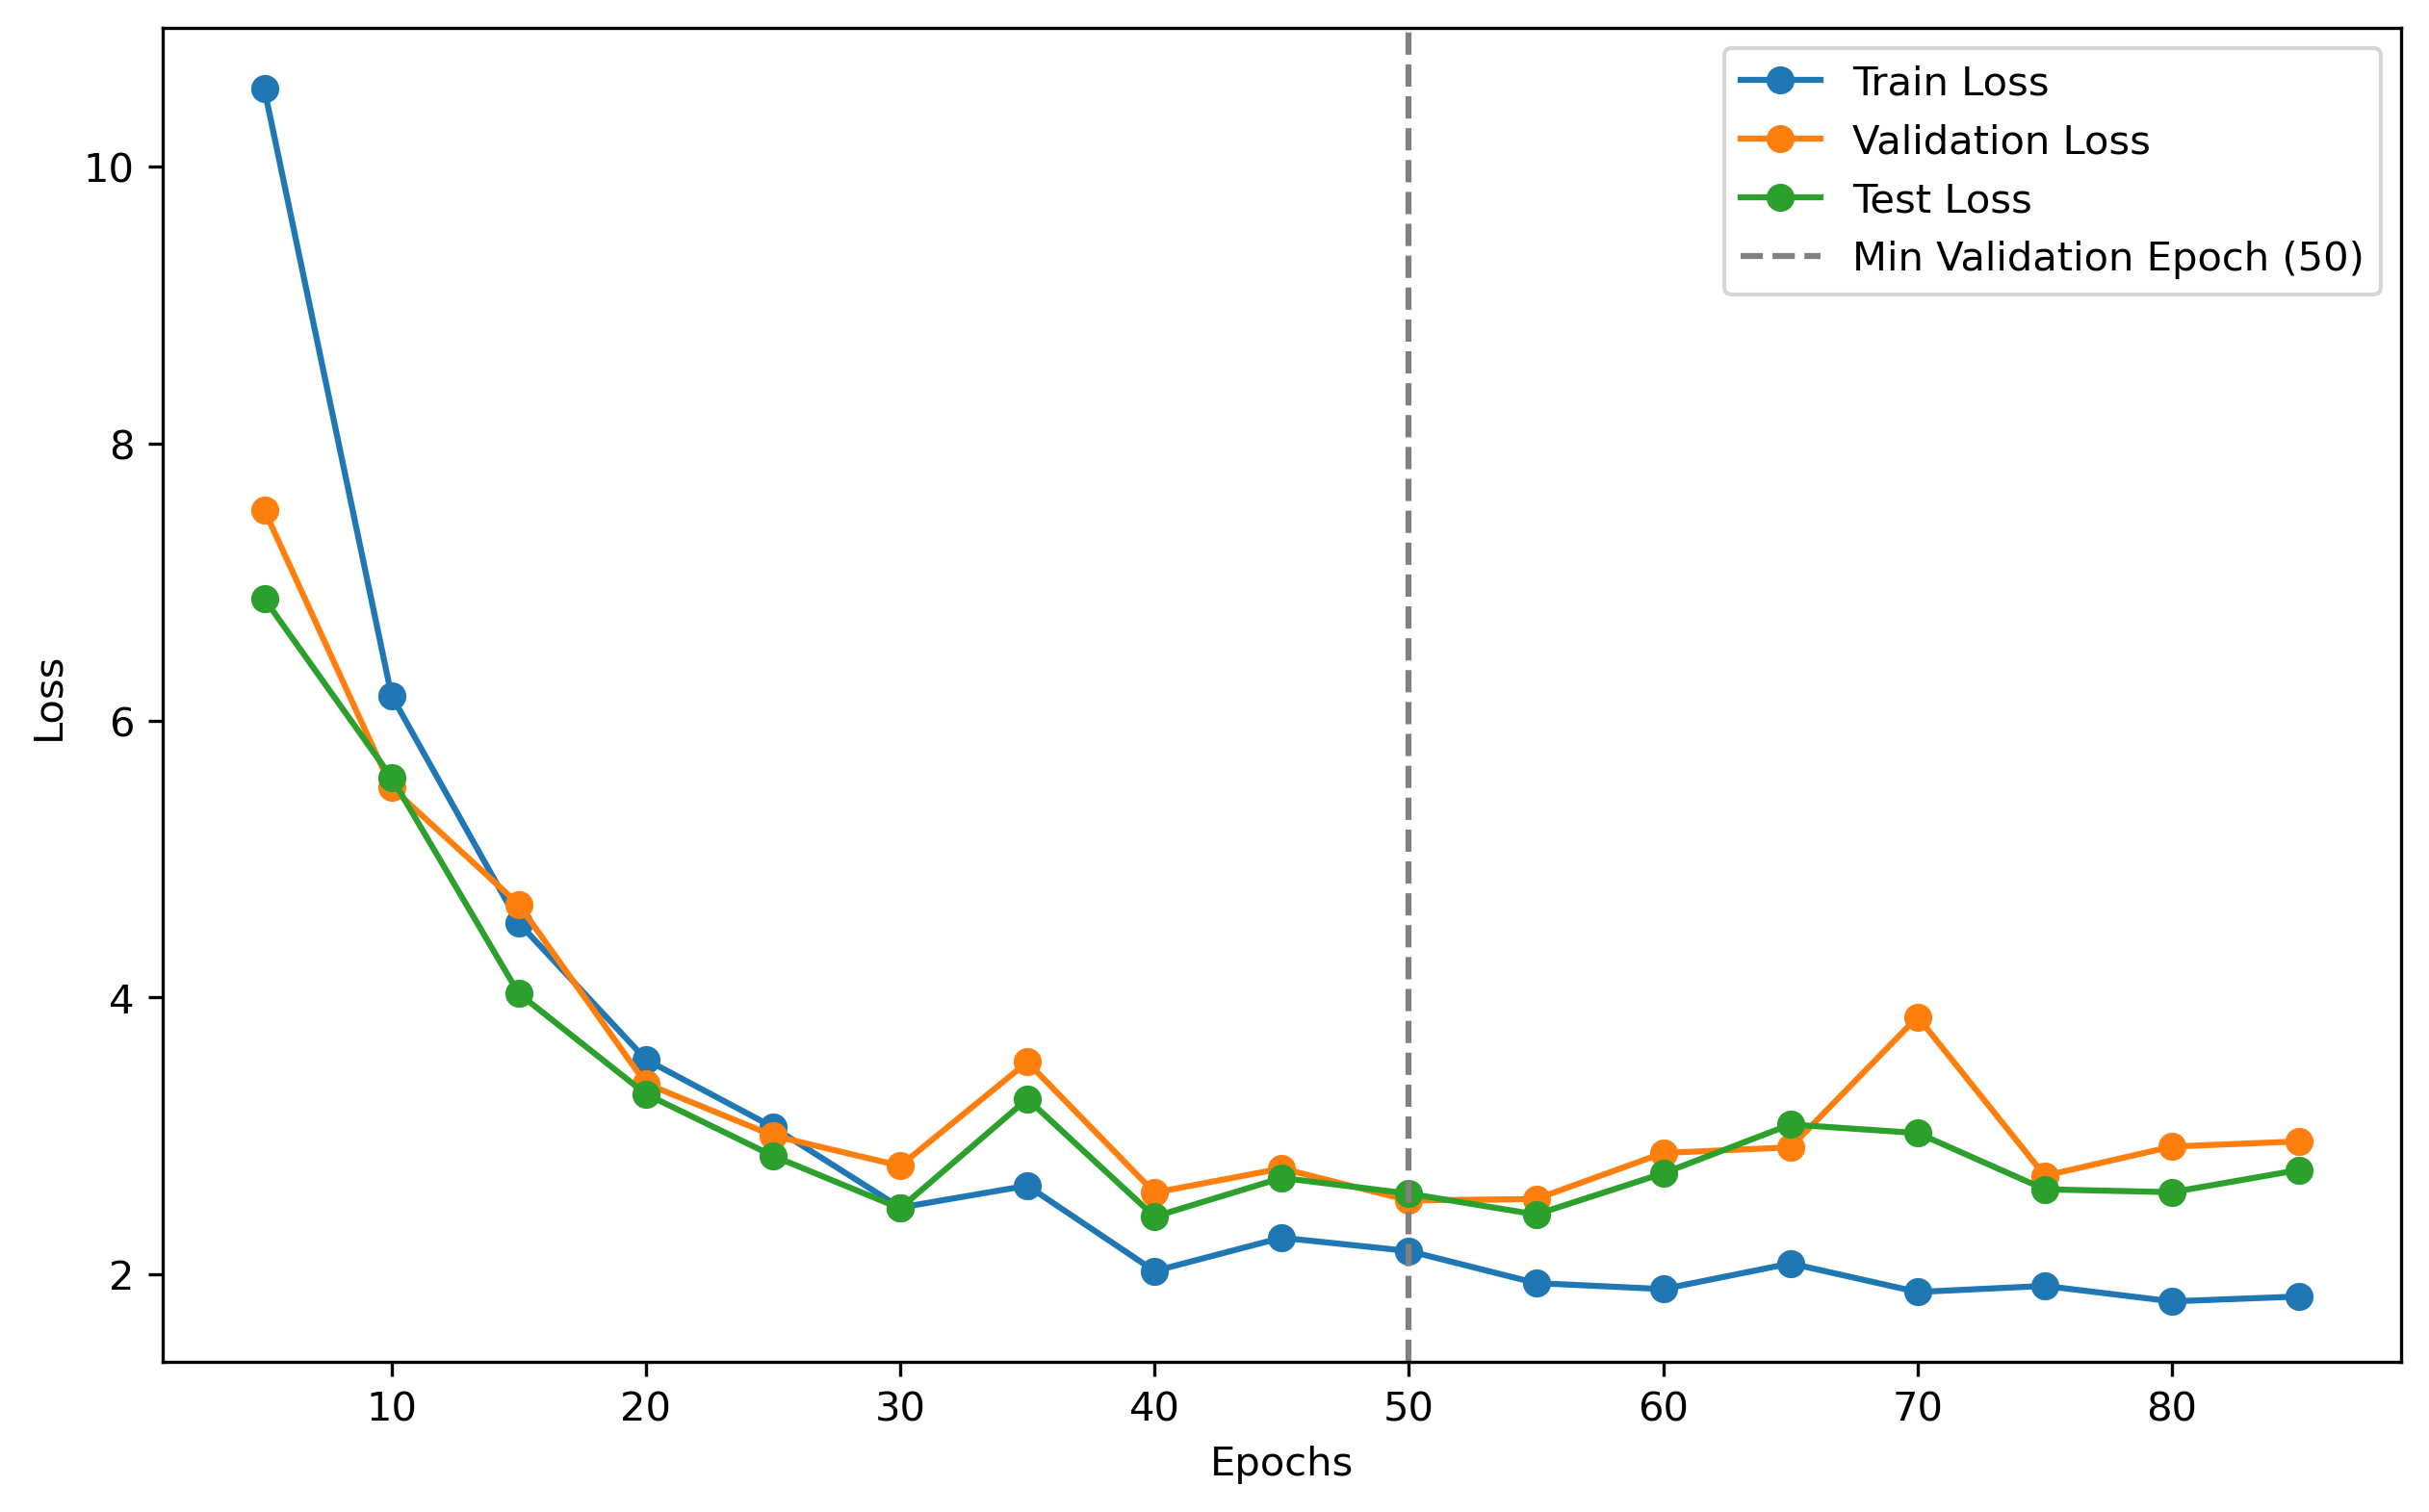 Train Loss
Validation Loss
Test Loss
Min Validation Epoch (50)
10
8
6
4
2
Loss
10 20 30 40 50 60 70 80
Epochs